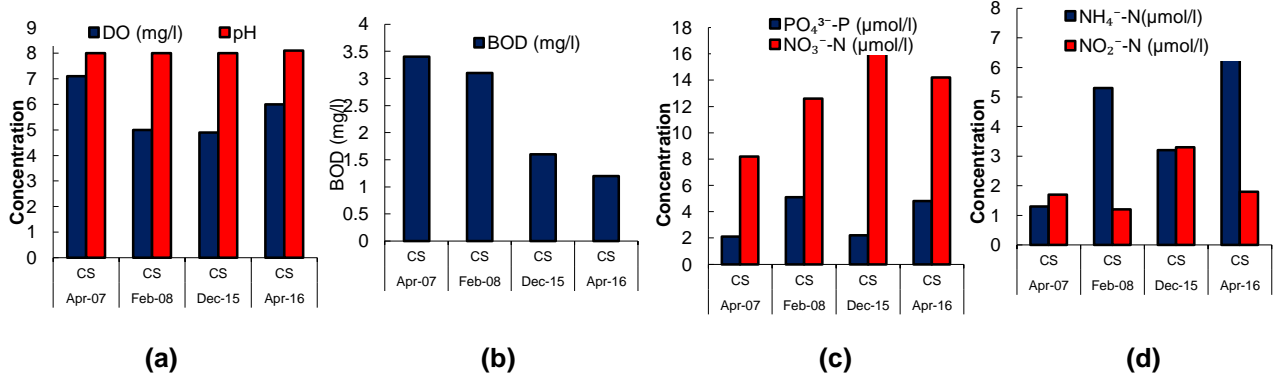 DO (mg/l) pH
Concentration
8
7
6
5
4
3
2
1
0
CS CS CS CS
Apr-07 Feb-08 Dec-15 Apr-16
(a)
BOD (mg/l)
BOD (mg/l)
4
3.5
3
2.5
2
1.5
1
0.5
0
CS CS CS CS
Apr-07 Feb-08 Dec-15 Apr-16
(b)
PO₄³⁻-P (µmol/l)
NO₃⁻-N (µmol/l)
Concentration
18
16
14
12
10
8
6
4
2
0
CS CS CS CS
Apr-07 Feb-08 Dec-15 Apr-16
(c)
NH₄⁻-N(µmol/l)
NO₂⁻-N (µmol/l)
Concentration
8
7
6
5
4
3
2
1
0
CS CS CS CS
Apr-07 Feb-08 Dec-15 Apr-16
(d)